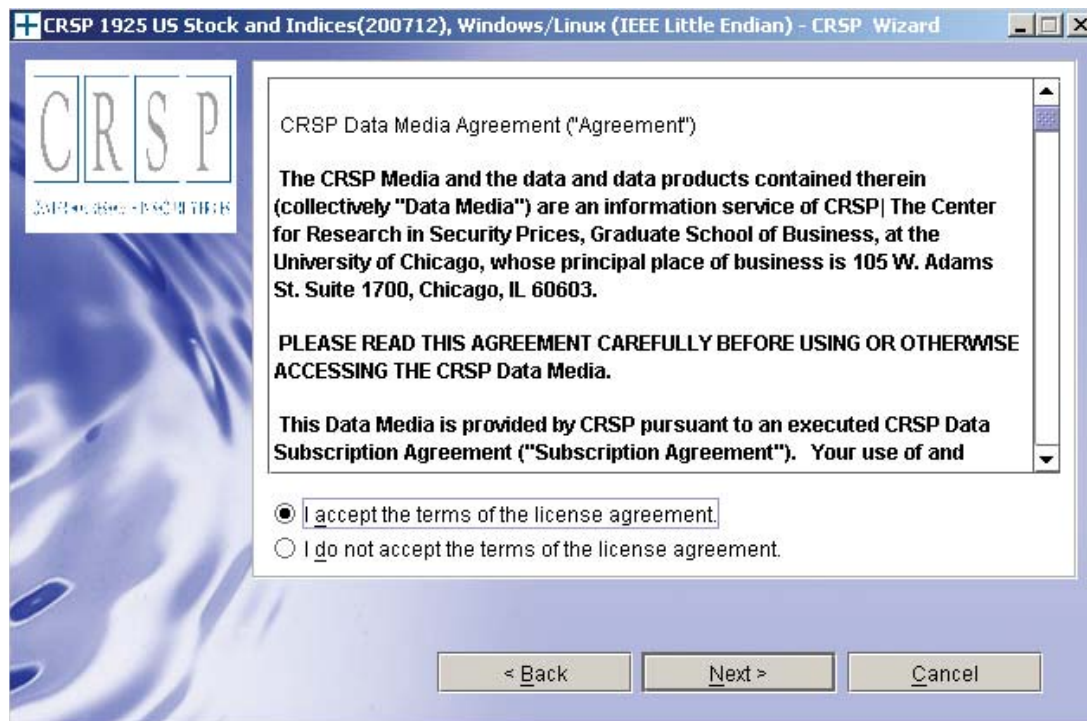 CRSP 1925 US Stock and Indices(200712), Windows/Linux (IEEE Little Endian) - CRSP Wizard
CRSP
CRSP Data Media Agreement ("Agreement")
The CRSP Media and the data and data products contained therein
(collectively "Data Media") are an information service of CRSP| The Center
for Research in Security Prices, Graduate School of Business, at the
University of Chicago, whose principal place of business is 105 W. Adams
St. Suite 1700, Chicago, IL 60603.
PLEASE READ THIS AGREEMENT CAREFULLY BEFORE USING OR OTHERWISE
ACCESSING THE CRSP Data Media.
This Data Media is provided by CRSP pursuant to an executed CRSP Data
Subscription Agreement ("Subscription Agreement"). Your use of and
I accept the terms of the license agreement.
I do not accept the terms of the license agreement.
< Back
Next >
Cancel